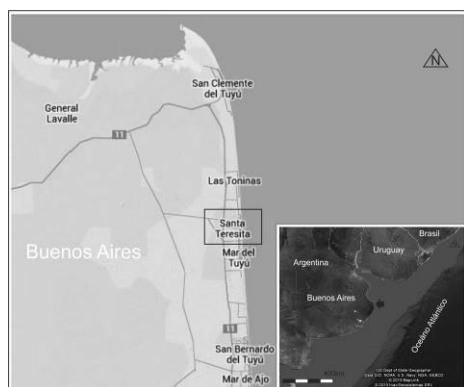 N
San Clemente
del Tuyú
General
Lavalle
11
Las Toninas
Santa
Teresita
Buenos Aires
Mar del
Tuyú
11
San Bernardo
del Tuyú
Mar de Ajo
Brasil
Uruguay
Argentina
Buenos Aires
Oceáno Atlántico